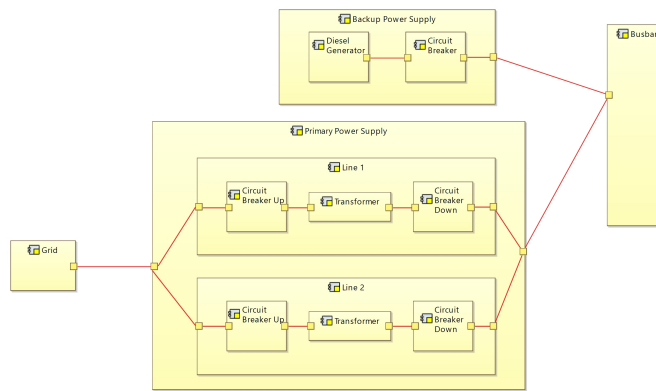 Backup Power Supply
Diesel
Generator
Circuit
Breaker
Busbar
Primary Power Supply
Line 1
Circuit
Breaker Up
Transformer
Circuit
Breaker
Down
Grid
Line 2
Circuit
Breaker Up
Transformer
Circuit
Breaker
Down